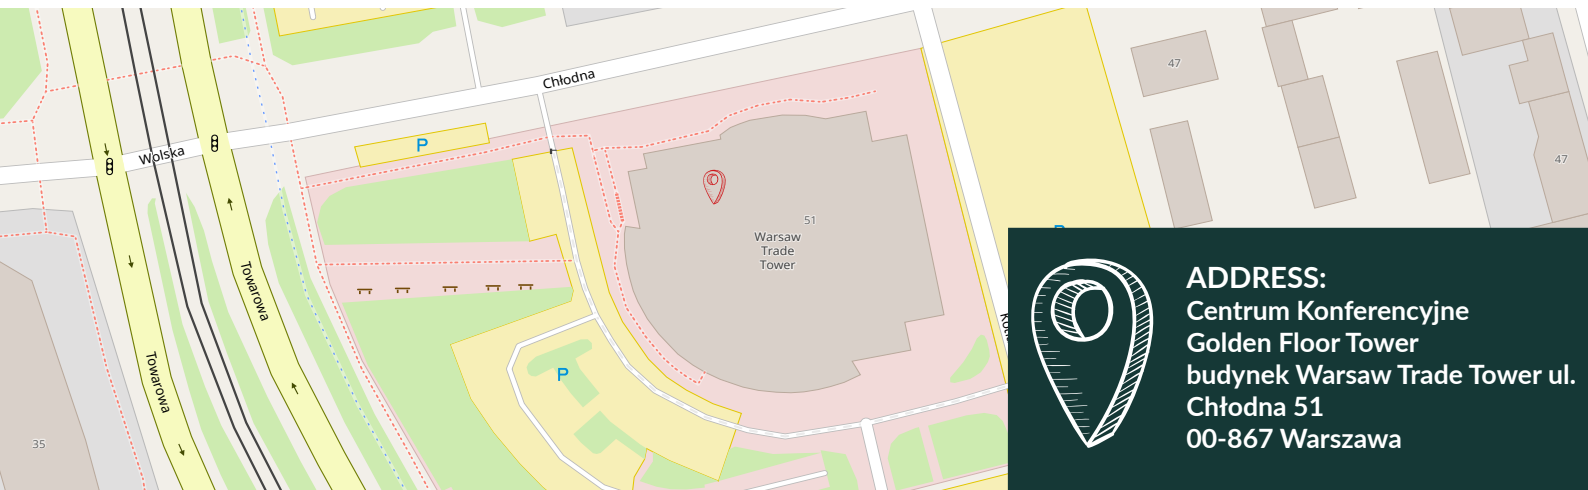 Chłodna
47
P
Wolska
47
51
Warsaw
Trade
Tower
P
Towarowa
Towarowa
P
35
ADDRESS:
Centrum Konferencyjne
Golden Floor Tower
budynek Warsaw Trade Tower ul.
Chłodna 51
00-867 Warszawa